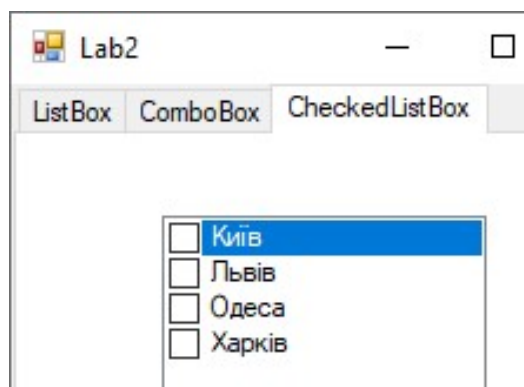 Lab2
ListBox ComboBox CheckedListBox
Київ
Львів
Одеса
Харків